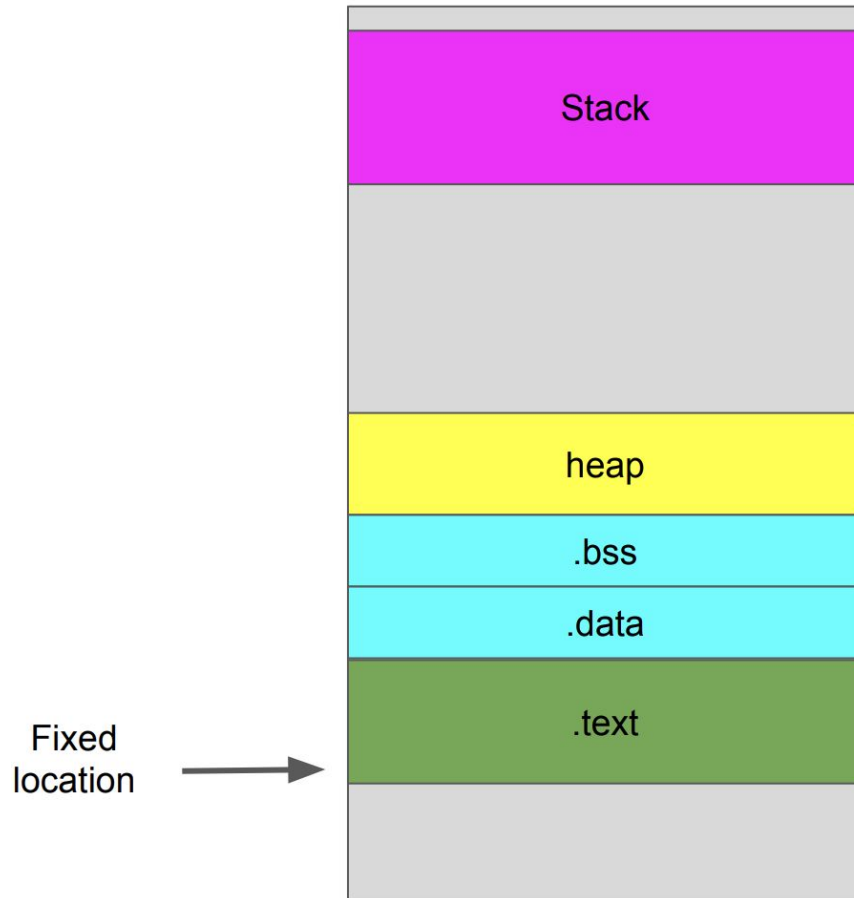 Stack
heap
.bss
.data
.text
Fixed
location